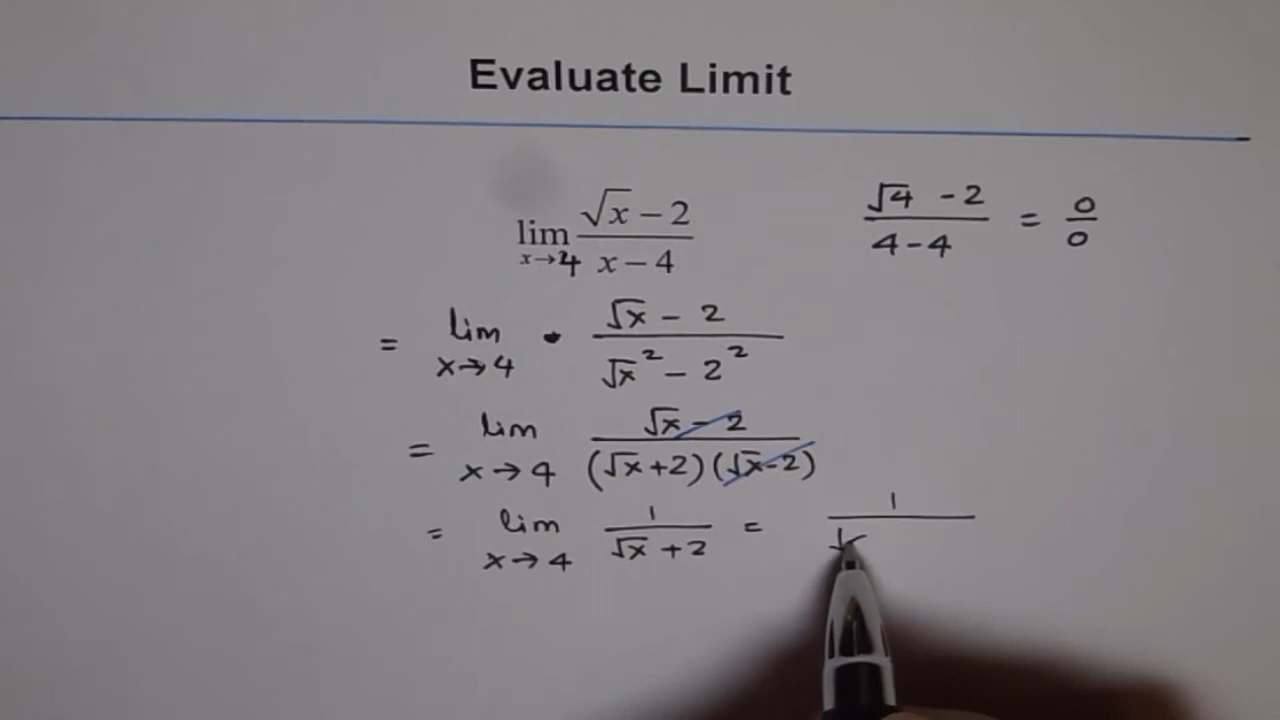 Evaluate Limit
lim x→4 (√x − 2)/(x − 4)
(√4 - 2)/(4 - 4) = 0/0
= lim x→4 · (√x - 2)/(√x² - 2²)
= lim x→4 (√x - 2)/((√x + 2)(√x - 2))
= lim x→4 1/(√x + 2) = 1/√